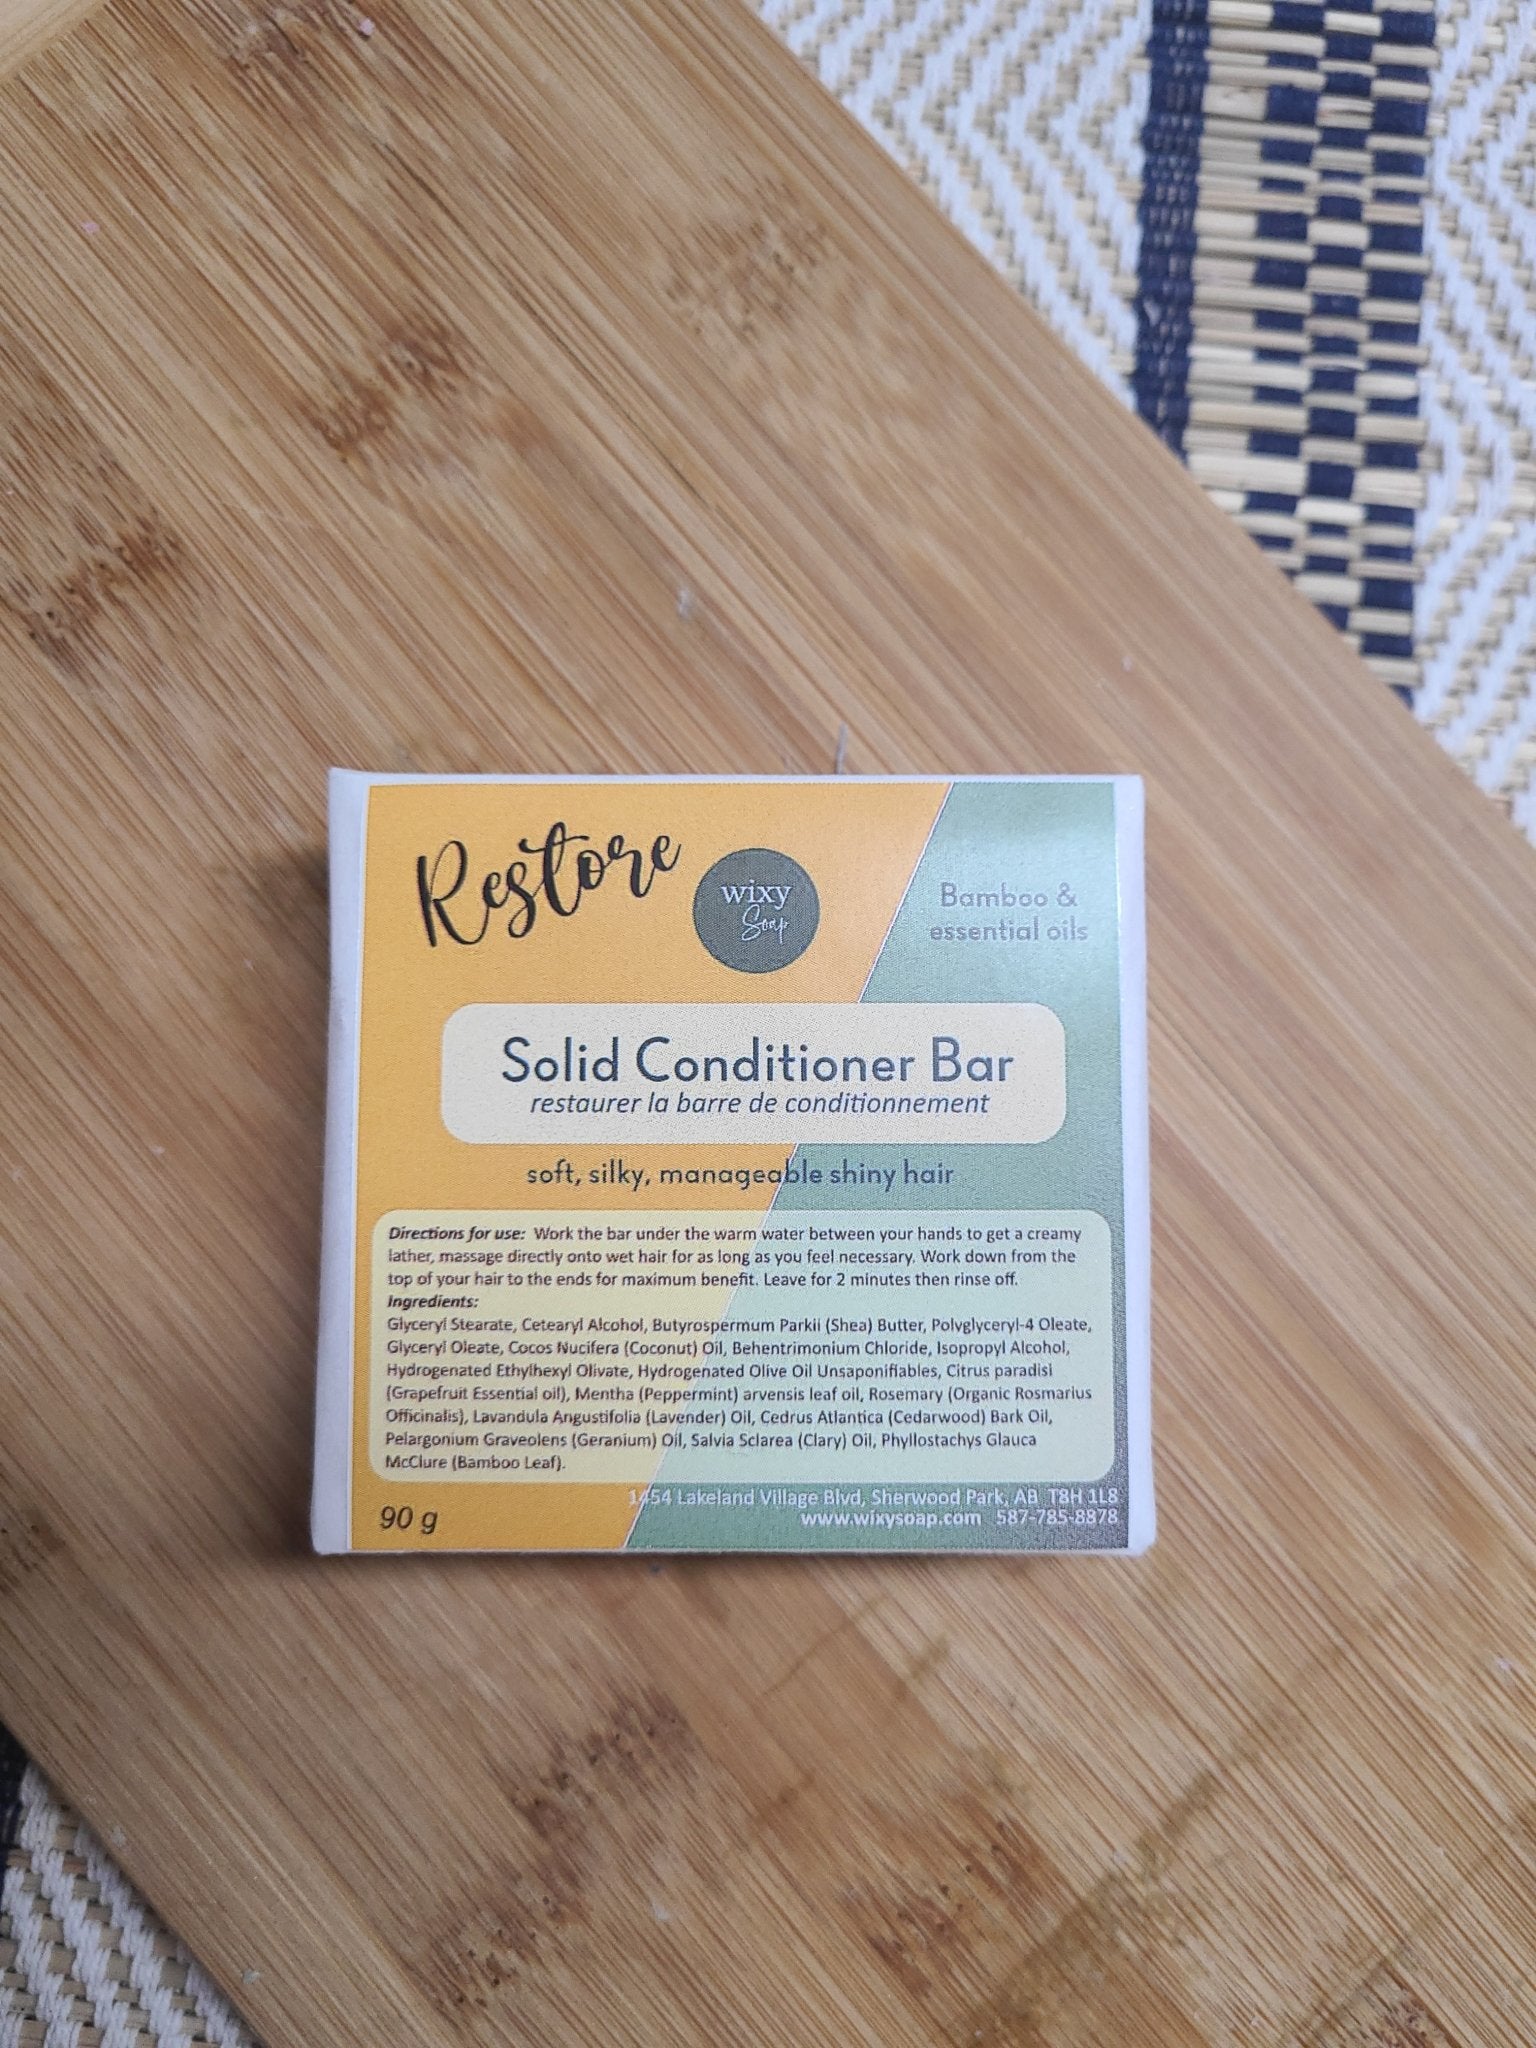 Restore
wixy
Soap
Bamboo &
essential oils
Solid Conditioner Bar
restaurer la barre de conditionnement
soft, silky, manageable shiny hair
Directions for use: Work the bar under the warm water between your hands to get a creamy
lather, massage directly onto wet hair for as long as you feel necessary. Work down from the
top of your hair to the ends for maximum benefit. Leave for 2 minutes then rinse off.
Ingredients:
Glyceryl Stearate, Cetearyl Alcohol, Butyrospermum Parkii (Shea) Butter, Polyglyceryl-4 Oleate,
Glyceryl Oleate, Cocos Nucifera (Coconut) Oil, Behentrimonium Chloride, Isopropyl Alcohol,
Hydrogenated Ethylhexyl Olivate, Hydrogenated Olive Oil Unsaponifiables, Citrus paradisi
(Grapefruit Essential oil), Mentha (Peppermint) arvensis leaf oil, Rosemary (Organic Rosmarius
Officinalis), Lavandula Angustifolia (Lavender) Oil, Cedrus Atlantica (Cedarwood) Bark Oil,
Pelargonium Graveolens (Geranium) Oil, Salvia Sclarea (Clary) Oil, Phyllostachys Glauca
McClure (Bamboo Leaf).
1454 Lakeland Village Blvd, Sherwood Park, AB T8H 1L8
www.wixysoap.com 587-785-8878
90 g